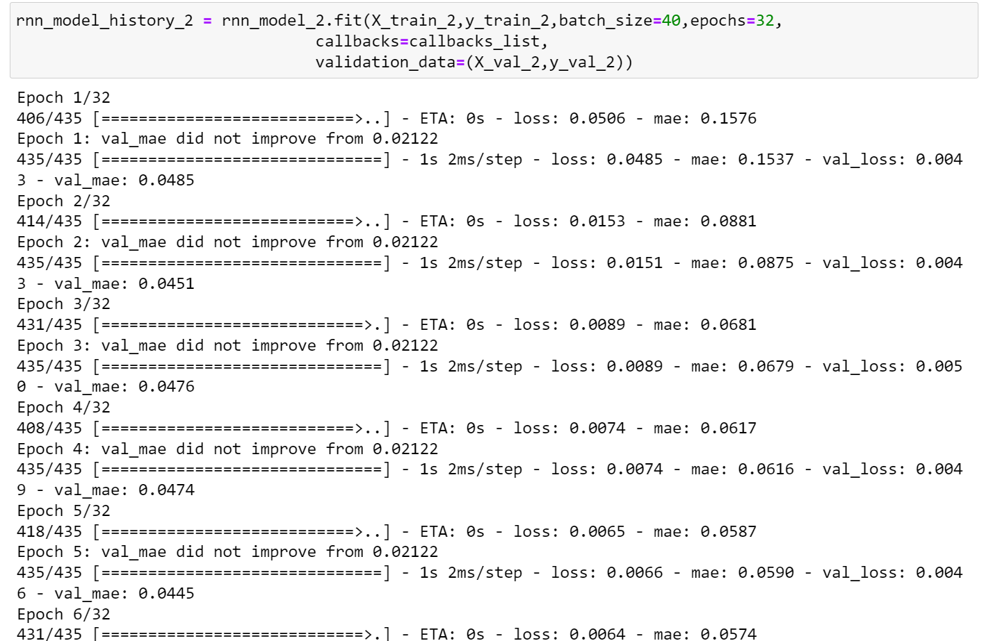 rnn_model_history_2 = rnn_model_2.fit(X_train_2,y_train_2,batch_size=40,epochs=32,
callbacks=callbacks_list,
validation_data=(X_val_2,y_val_2))
Epoch 1/32
406/435 [===========================>..] - ETA: 0s - loss: 0.0506 - mae: 0.1576
Epoch 1: val_mae did not improve from 0.02122
435/435 [==============================] - 1s 2ms/step - loss: 0.0485 - mae: 0.1537 - val_loss: 0.004
3 - val_mae: 0.0485
Epoch 2/32
414/435 [===========================>..] - ETA: 0s - loss: 0.0153 - mae: 0.0881
Epoch 2: val_mae did not improve from 0.02122
435/435 [==============================] - 1s 2ms/step - loss: 0.0151 - mae: 0.0875 - val_loss: 0.004
3 - val_mae: 0.0451
Epoch 3/32
431/435 [============================>.] - ETA: 0s - loss: 0.0089 - mae: 0.0681
Epoch 3: val_mae did not improve from 0.02122
435/435 [==============================] - 1s 2ms/step - loss: 0.0089 - mae: 0.0679 - val_loss: 0.005
0 - val_mae: 0.0476
Epoch 4/32
408/435 [===========================>..] - ETA: 0s - loss: 0.0074 - mae: 0.0617
Epoch 4: val_mae did not improve from 0.02122
435/435 [==============================] - 1s 2ms/step - loss: 0.0074 - mae: 0.0616 - val_loss: 0.004
9 - val_mae: 0.0474
Epoch 5/32
418/435 [===========================>..] - ETA: 0s - loss: 0.0065 - mae: 0.0587
Epoch 5: val_mae did not improve from 0.02122
435/435 [==============================] - 1s 2ms/step - loss: 0.0066 - mae: 0.0590 - val_loss: 0.004
6 - val_mae: 0.0445
Epoch 6/32
431/435 [============================>.] - ETA: 0s - loss: 0.0064 - mae: 0.0574